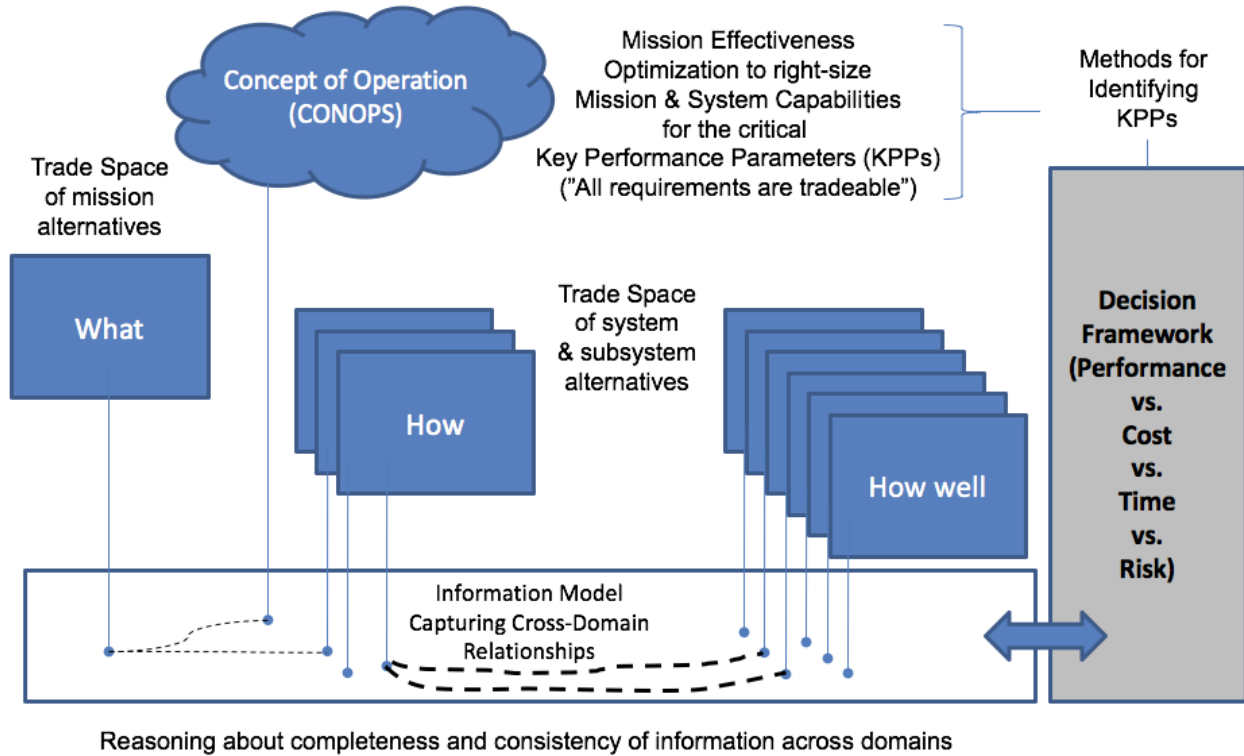 Concept of Operation
(CONOPS)
Mission Effectiveness
Optimization to right-size
Mission & System Capabilities
for the critical
Key Performance Parameters (KPPs)
(”All requirements are tradeable”)
Methods for
Identifying
KPPs
Trade Space
of mission
alternatives
What
How
Trade Space
of system
& subsystem
alternatives
How well
Decision
Framework
(Performance
vs.
Cost
vs.
Time
vs.
Risk)
Information Model
Capturing Cross-Domain
Relationships
Reasoning about completeness and consistency of information across domains